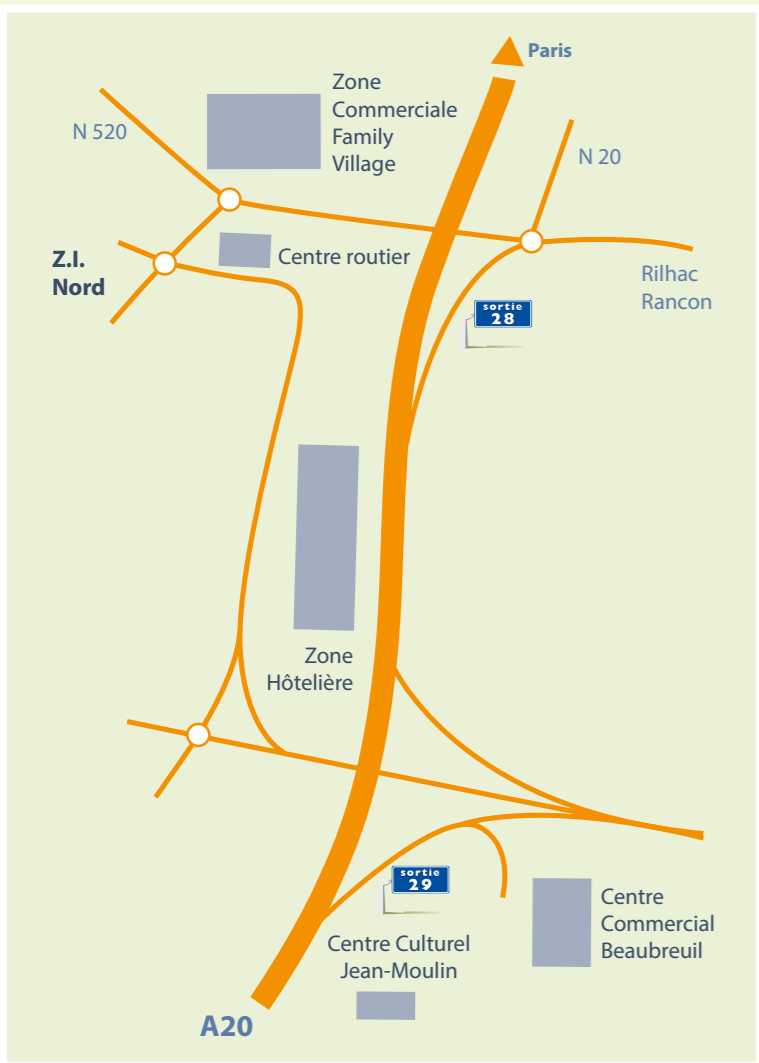 Paris
Zone
Commerciale
Family
Village
N 520
N 20
Centre routier
Z.I.
Nord
Rilhac
Rancon
sortie
28
Zone
Hôtelière
sortie
29
Centre
Commercial
Beaubreuil
Centre Culturel
Jean-Moulin
A20